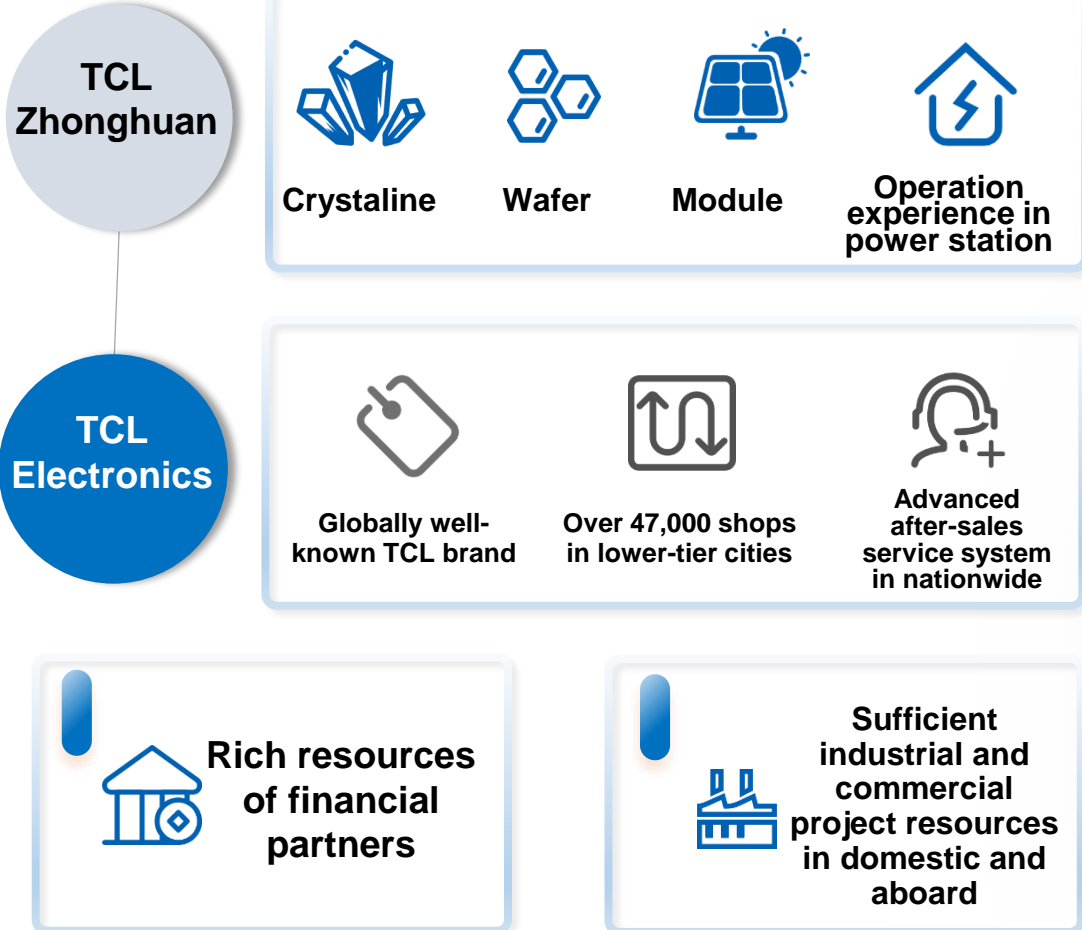 TCL
Zhonghuan
Crystaline
Wafer
Module
Operation
experience in
power station
TCL
Electronics
Globally well-
known TCL brand
Over 47,000 shops
in lower-tier cities
Advanced
after-sales
service system
in nationwide
Rich resources
of financial
partners
Sufficient
industrial and
commercial
project resources
in domestic and
aboard